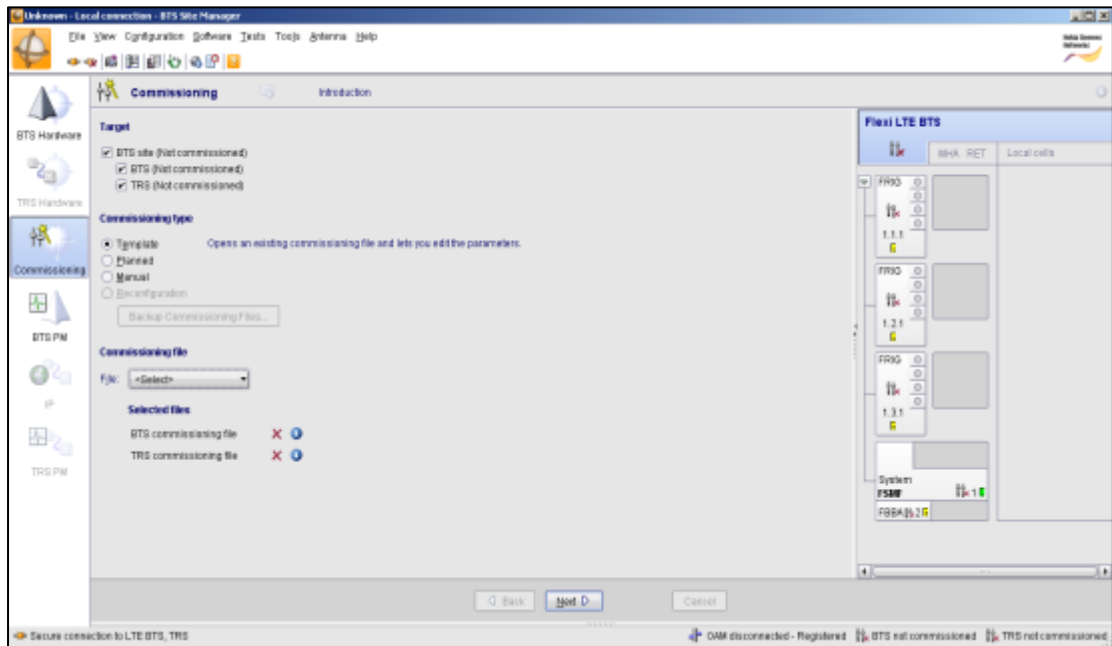 Unknown - Local connection - BTS Site Manager
File View Configuration Software Tests Tools Antenna Help
Nokia Siemens
Networks
Commissioning Introduction
BTS Hardware
TRS Hardware
Commissioning
BTS PM
IP
TRS PM
Target
BTS site (Not commissioned)
BTS (Not commissioned)
TRS (Not commissioned)
Commissioning type
Template Opens an existing commissioning file and lets you edit the parameters.
Planned
Manual
Reconfiguration
Backup Commissioning Files...
Commissioning file
File: <Select>
Selected files
BTS commissioning file
TRS commissioning file
Flexi LTE BTS
MHA RET Local cells
FRIG
1.1.1
FRIG
1.2.1
FRIG
1.3.1
System
FSMF 1
FBBA 2
Back Next Cancel
Secure connection to LTE BTS, TRS OAM disconnected - Registered BTS not commissioned TRS not commissioned